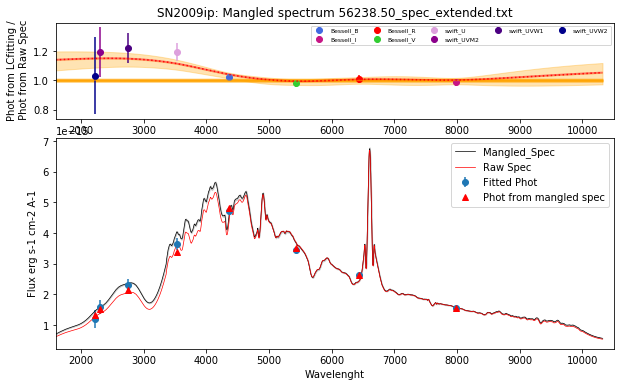 SN2009ip: Mangled spectrum 56238.50_spec_extended.txt
Phot from LCfitting /
Phot from Raw Spec
1.2
1.0
0.8
Bessell_B
Bessell_I
Bessell_R
Bessell_V
swift_U
swift_UVM2
swift_UVW1
swift_UVW2
2000 3000 4000 5000 6000 7000 8000 9000 10000
Flux erg s-1 cm-2 A-1
7
6
5
4
3
2
1
Mangled_Spec
Raw Spec
Fitted Phot
Phot from mangled spec
2000 3000 4000 5000 6000 7000 8000 9000 10000
Wavelenght